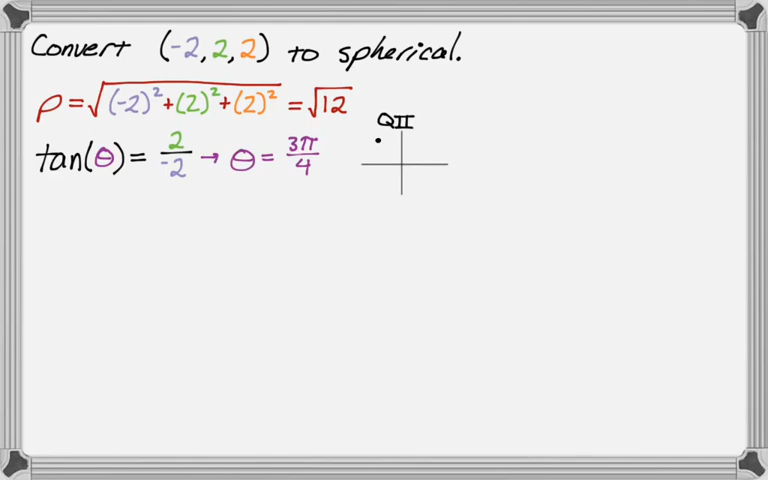 Convert (-2, 2, 2) to spherical.
ρ = √((-2)² + (2)² + (2)²) = √12
QII
tan(θ) = 2/-2 → θ = 3π/4